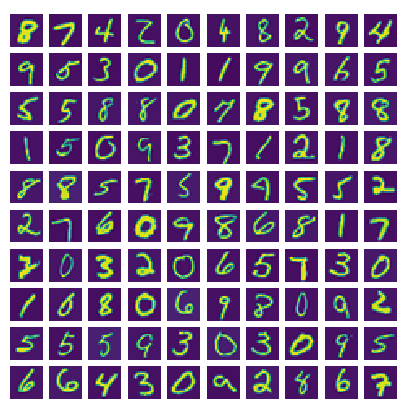 8 7 4 2 0 4 8 2 9 4
9 5 3 0 1 1 9 9 6 5
5 5 8 8 0 7 8 5 9 8
1 5 0 9 3 7 1 2 1 8
8 8 5 7 5 9 9 5 5 2
2 7 6 0 9 8 6 8 1 7
2 0 3 2 0 6 5 7 3 0
1 0 8 0 6 9 8 0 9 2
5 5 5 9 3 0 3 0 9 5
6 6 4 3 0 9 2 8 6 7